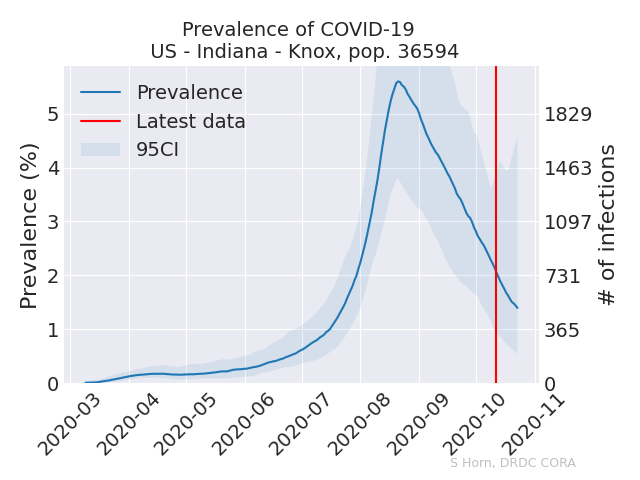 Prevalence of COVID-19
US - Indiana - Knox, pop. 36594
Prevalence
Latest data
95CI
Prevalence (%)
5
4
3
2
1
0
1829
1463
1097
731
365
0
# of infections
2020-03
2020-04
2020-05
2020-06
2020-07
2020-08
2020-09
2020-10
2020-11
S Horn, DRDC CORA